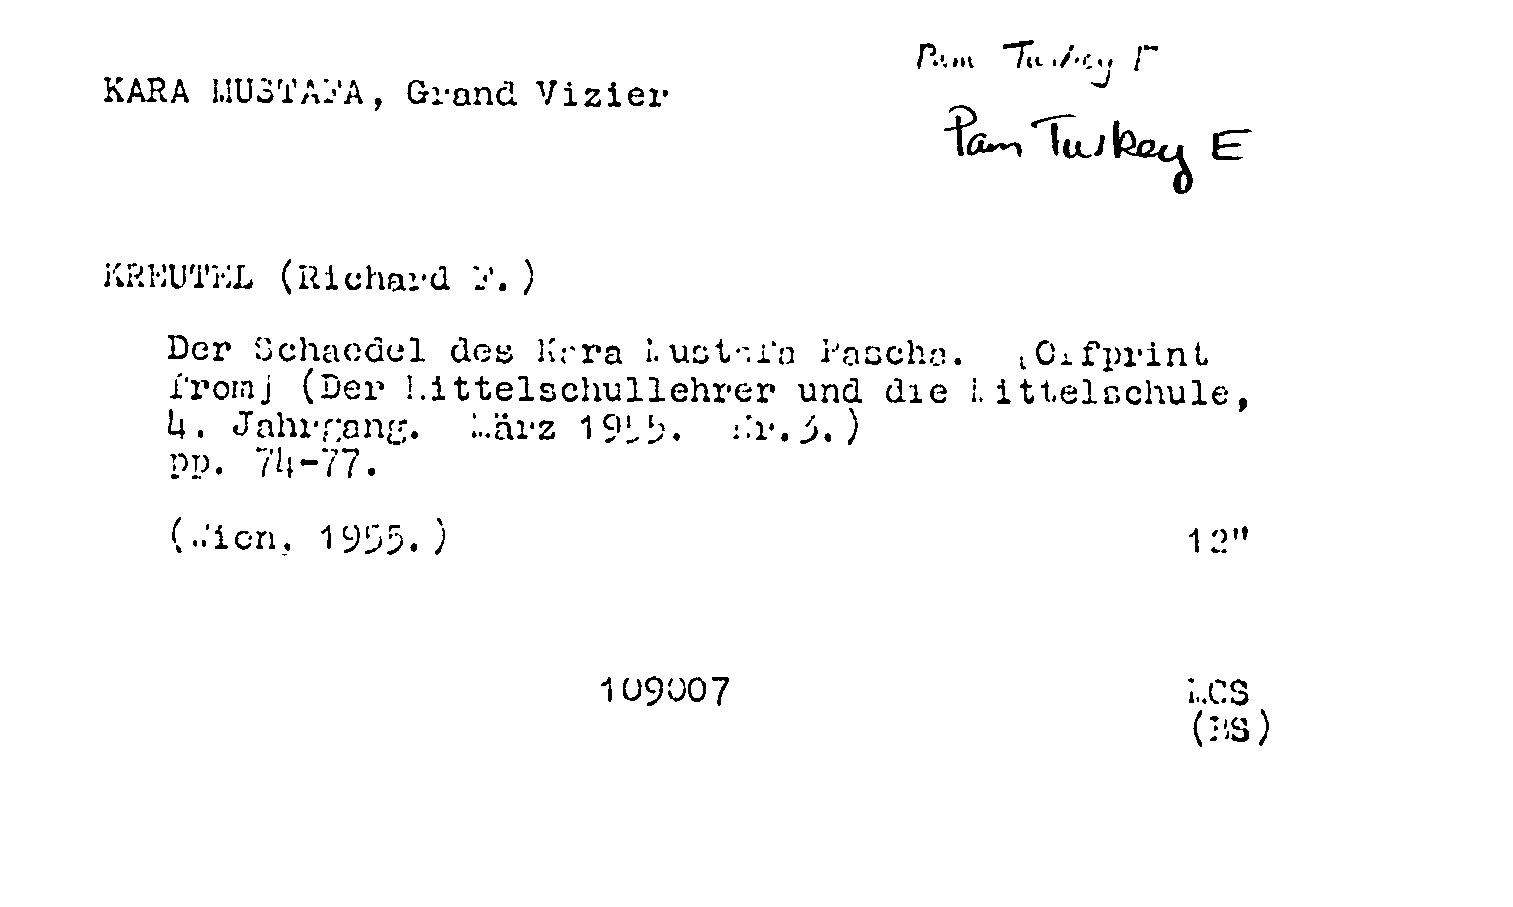 Pam Turkey E
KARA MUSTAFA, Grand Vizier
Pam Turkey E
KREUTEL (Richard F.)
Der Schaedel des Kara Mustafa Pascha. [Offprint
from] (Der Mittelschullehrer und die Mittelschule,
4. Jahrgang. März 1955. Nr.3.)
pp. 74-77.
(Wien, 1955.) 12"
109007
(BS)